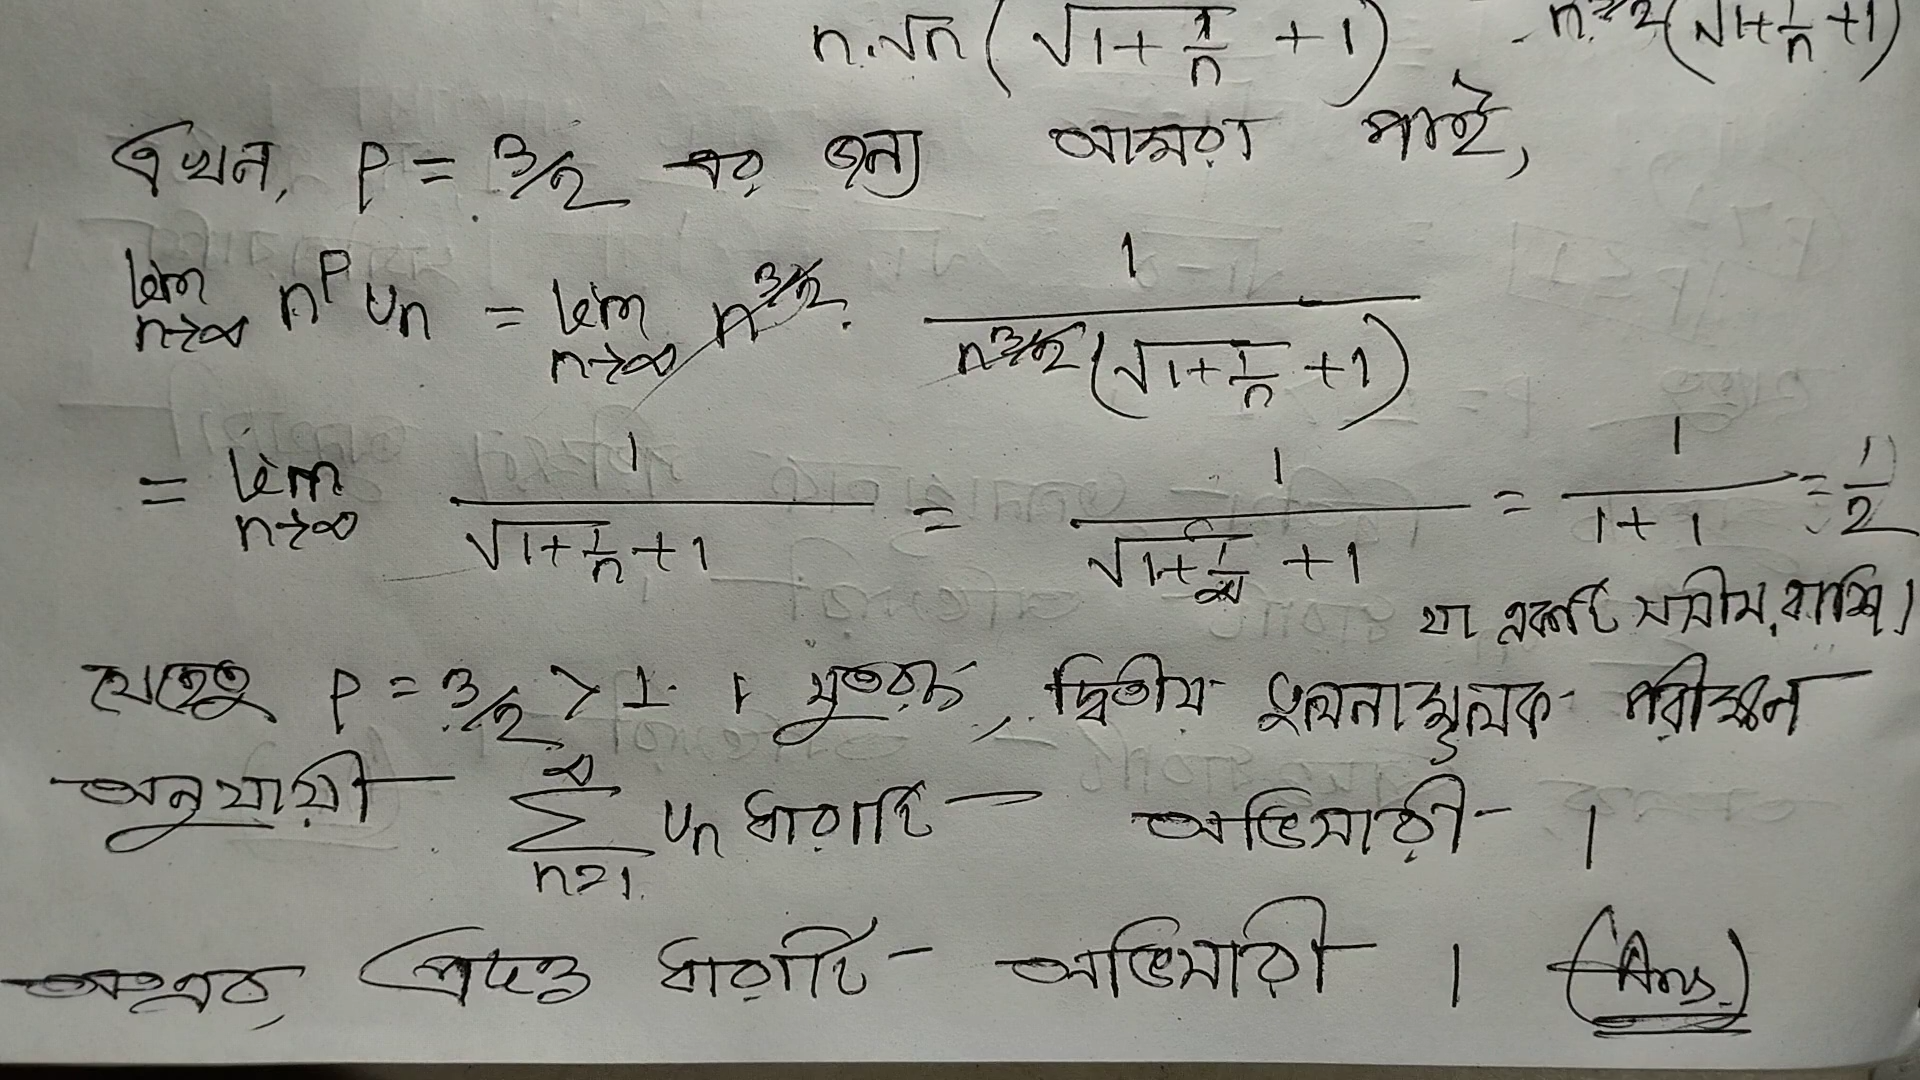 n.√n (√1+1/n +1) n^3/2 (√1+1/n +1)
এখন, P = 3/2 এর জন্য আমরা পাই,
lim n→∞ n^P u_n = lim n→∞ n^3/2 . 1/(n^3/2 (√1+1/n +1))
= lim n→∞ 1/(√1+1/n +1) = 1/(√1+1/∞ +1) = 1/(1+1) = 1/2
যা একটি সসীম রাশি।
যেহেতু P = 3/2 > 1 । সুতরাং, দ্বিতীয় তুলনামূলক পরীক্ষণ
অনুযায়ী ∑_{n=1}^∞ u_n ধারাটি অভিসারী ।
অতএব, প্রদত্ত ধারাটি অভিসারী । (Ans.)